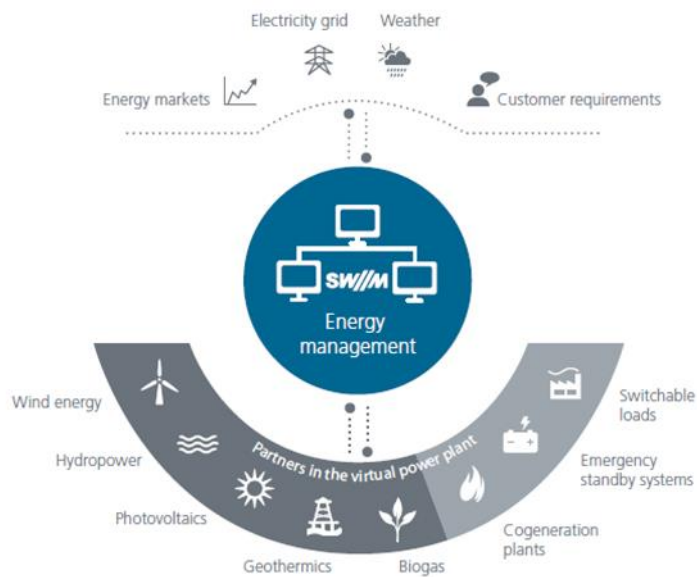 Electricity grid
Weather
Energy markets
Customer requirements
SW//M
Energy
management
Partners in the virtual power plant
Wind energy
Hydropower
Photovoltaics
Geothermics
Biogas
Cogeneration
plants
Emergency
standby systems
Switchable
loads